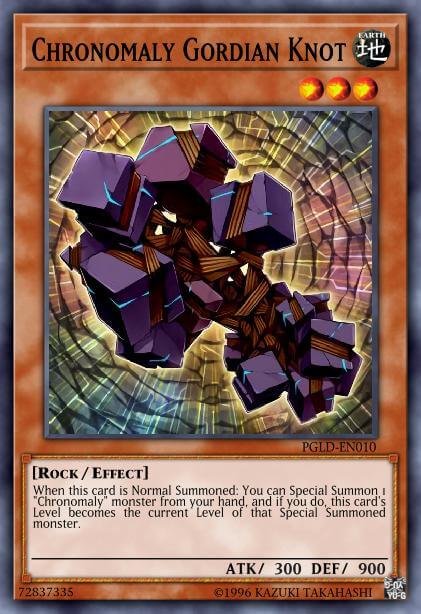 CHRONOMALY GORDIAN KNOT
EARTH
地
PGLD-EN010
[ROCK / EFFECT]
When this card is Normal Summoned: You can Special Summon 1
"Chronomaly" monster from your hand, and if you do, this card's
Level becomes the current Level of that Special Summoned
monster.
ATK/ 300 DEF/ 900
72837335
©1996 KAZUKI TAKAHASHI